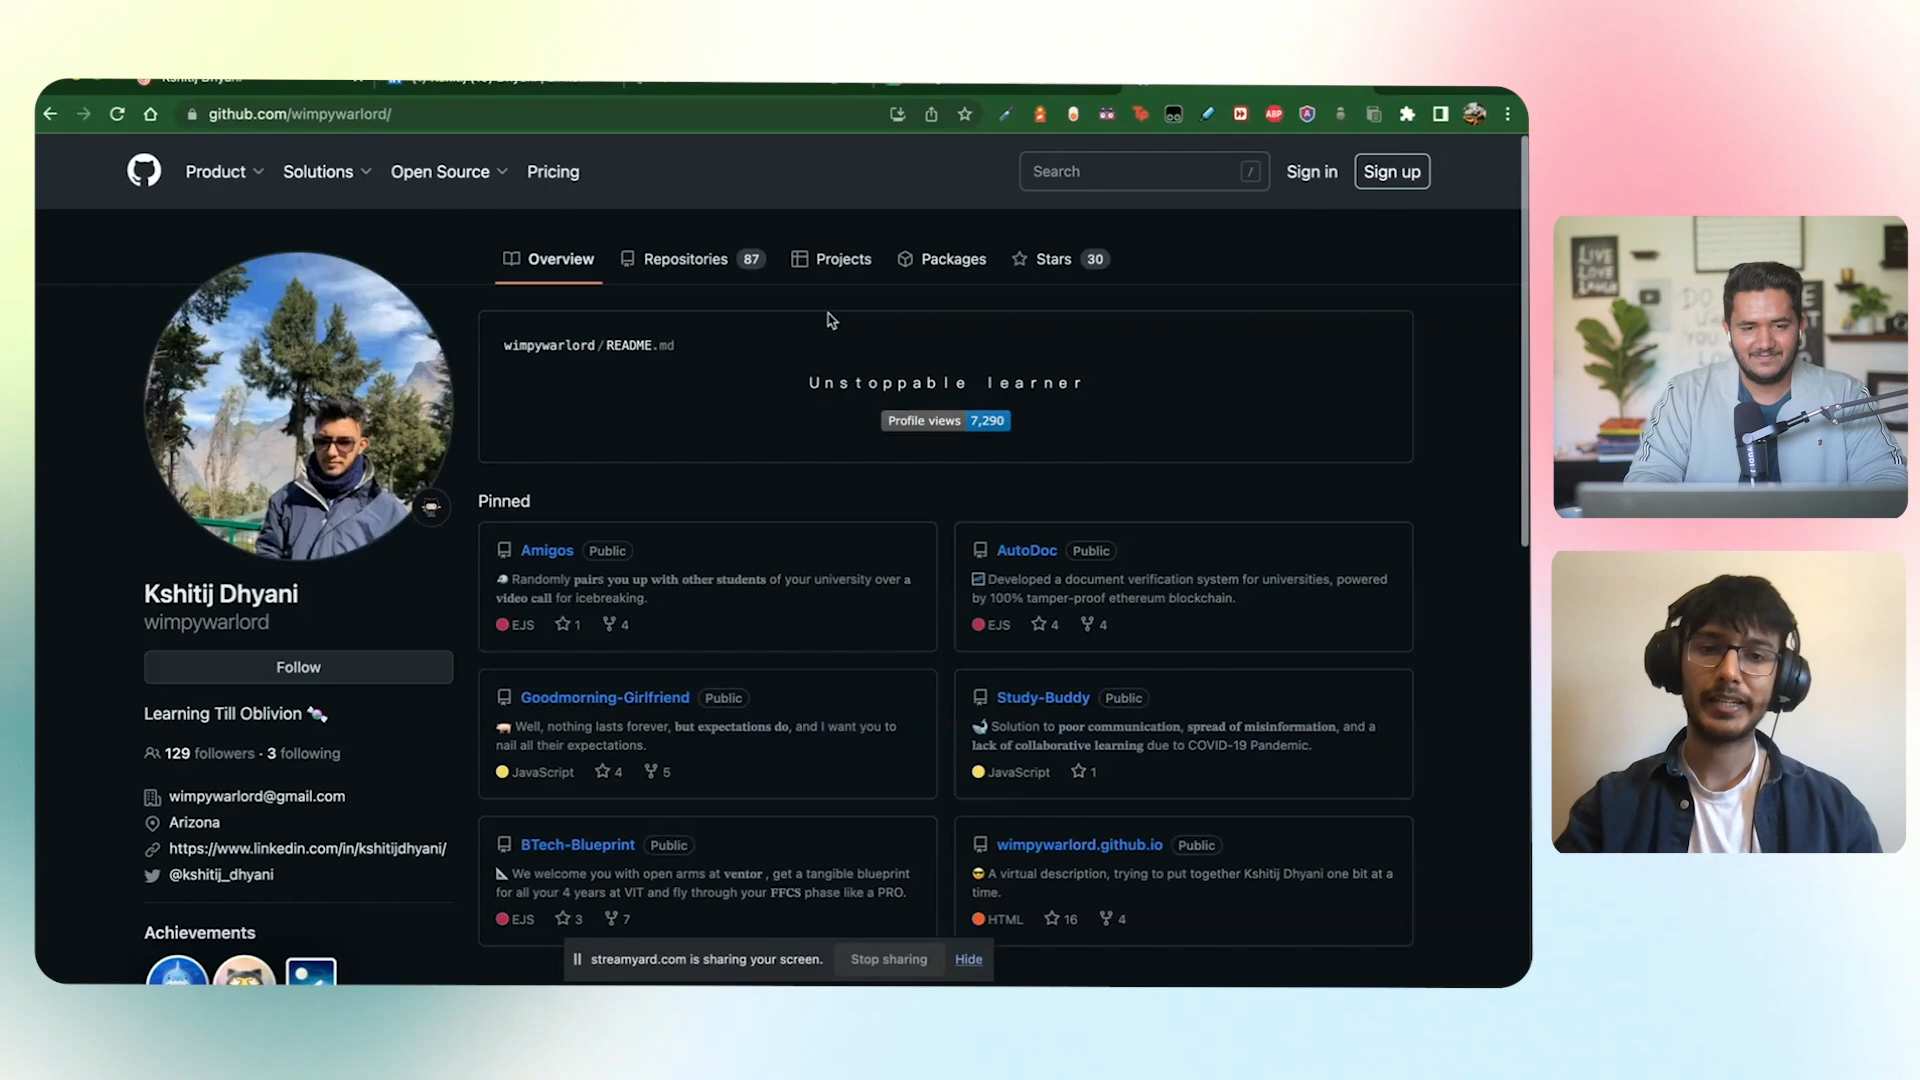 github.com/wimpywarlord/
ABP
Product
Solutions
Open Source
Pricing
Search
/
Sign in
Sign up
Overview
Repositories 87
Projects
Packages
Stars 30
wimpywarlord/README.md
Unstoppable learner
Profile views 7,290
Kshitij Dhyani
wimpywarlord
Follow
Learning Till Oblivion
129 followers · 3 following
wimpywarlord@gmail.com
Arizona
https://www.linkedin.com/in/kshitijdhyani/
@kshitij_dhyani
Achievements
Pinned
Amigos Public
Randomly pairs you up with other students of your university over a
video call for icebreaking.
EJS 1 4
AutoDoc Public
Developed a document verification system for universities, powered
by 100% tamper-proof ethereum blockchain.
EJS 4 4
Goodmorning-Girlfriend Public
Well, nothing lasts forever, but expectations do, and I want you to
nail all their expectations.
JavaScript 4 5
Study-Buddy Public
Solution to poor communication, spread of misinformation, and a
lack of collaborative learning due to COVID-19 Pandemic.
JavaScript 1
BTech-Blueprint Public
We welcome you with open arms at ventor , get a tangible blueprint
for all your 4 years at VIT and fly through your FFCS phase like a PRO.
EJS 3 7
wimpywarlord.github.io Public
A virtual description, trying to put together Kshitij Dhyani one bit at a
time.
HTML 16 4
streamyard.com is sharing your screen.
Stop sharing
Hide
LIVE
LOVE
LAUGH